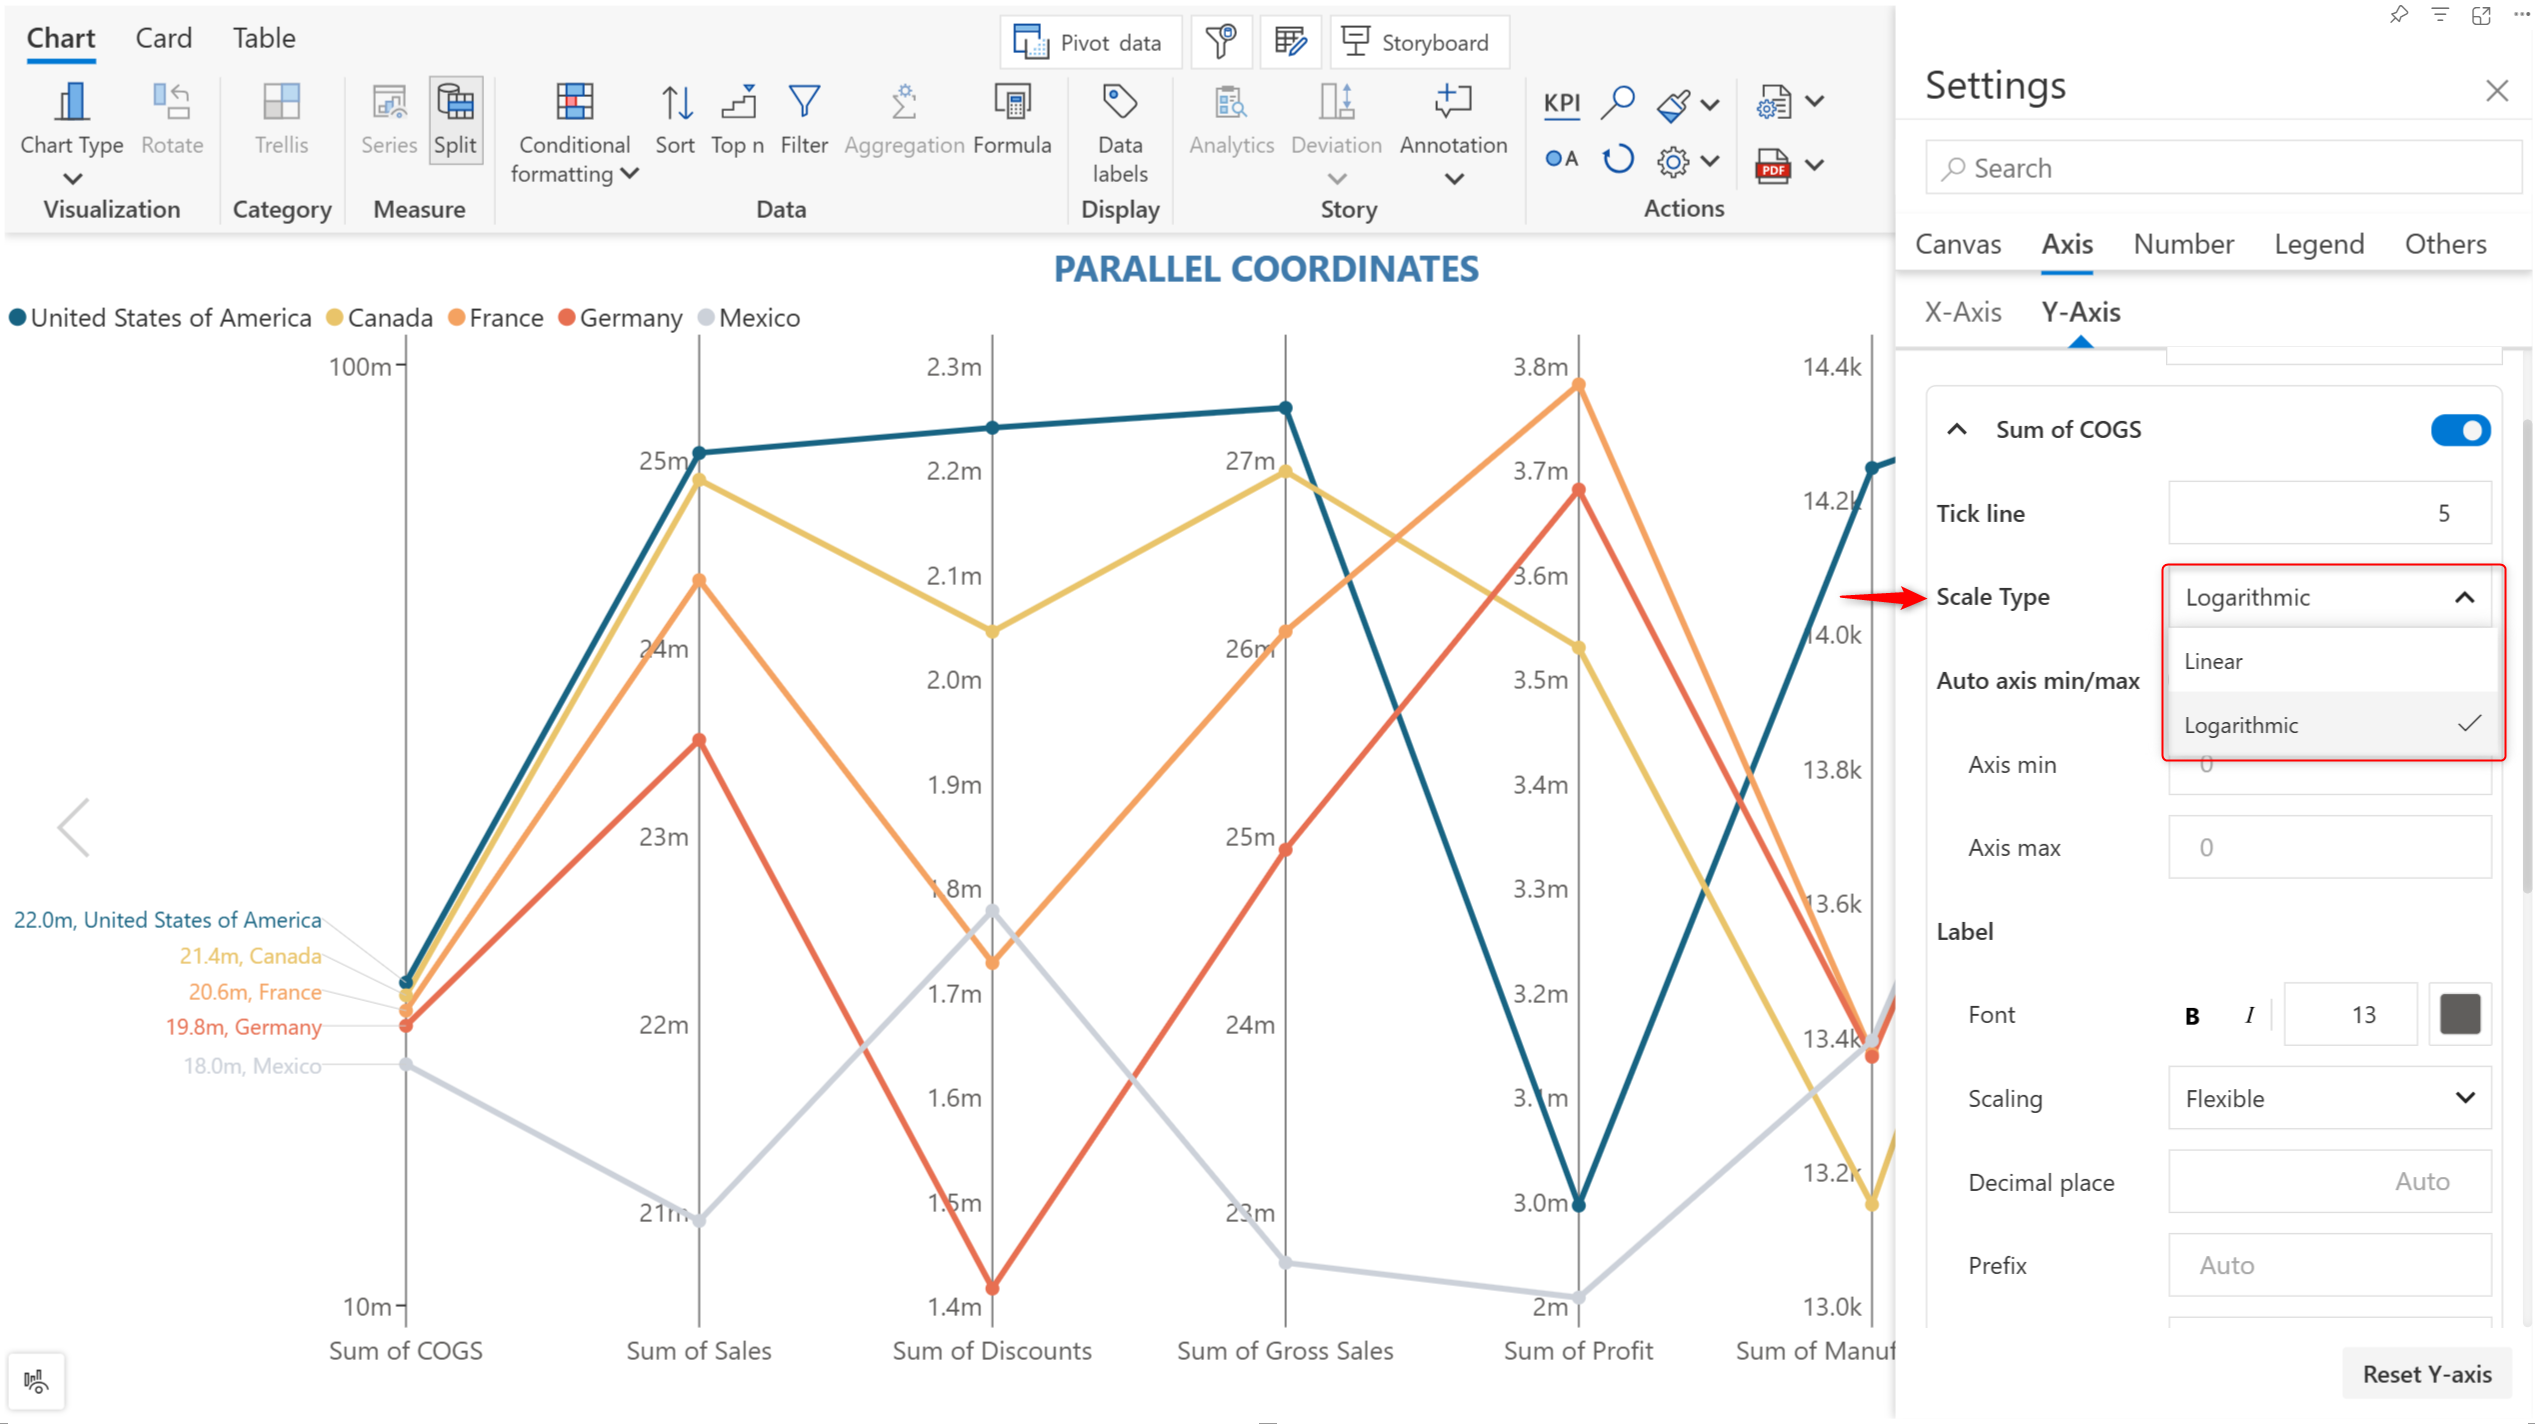 Chart Card Table
Pivot data
Storyboard
Settings
Search
Chart Type
Rotate
Trellis
Series
Split
Conditional
formatting
Sort
Top n
Filter
Aggregation
Formula
Data
labels
Analytics
Deviation
Annotation
KPI
A
PDF
Visualization
Category
Measure
Data
Display
Story
Actions
Canvas Axis Number Legend Others
X-Axis Y-Axis
PARALLEL COORDINATES
United States of America Canada France Germany Mexico
100m
10m
22.0m, United States of America
21.4m, Canada
20.6m, France
19.8m, Germany
18.0m, Mexico
25m
24m
23m
22m
21m
2.3m
2.2m
2.1m
2.0m
1.9m
1.8m
1.7m
1.6m
1.5m
1.4m
27m
26m
25m
24m
23m
3.8m
3.7m
3.6m
3.5m
3.4m
3.3m
3.2m
3.1m
3.0m
2m
14.4k
14.2k
14.0k
13.8k
13.6k
13.4k
13.2k
13.0k
Sum of COGS
Sum of Sales
Sum of Discounts
Sum of Gross Sales
Sum of Profit
Sum of Manuf
Sum of COGS
Tick line 5
Scale Type Logarithmic
Linear
Auto axis min/max
Logarithmic
Axis min 0
Axis max 0
Label
Font B I 13
Scaling Flexible
Decimal place Auto
Prefix Auto
Reset Y-axis